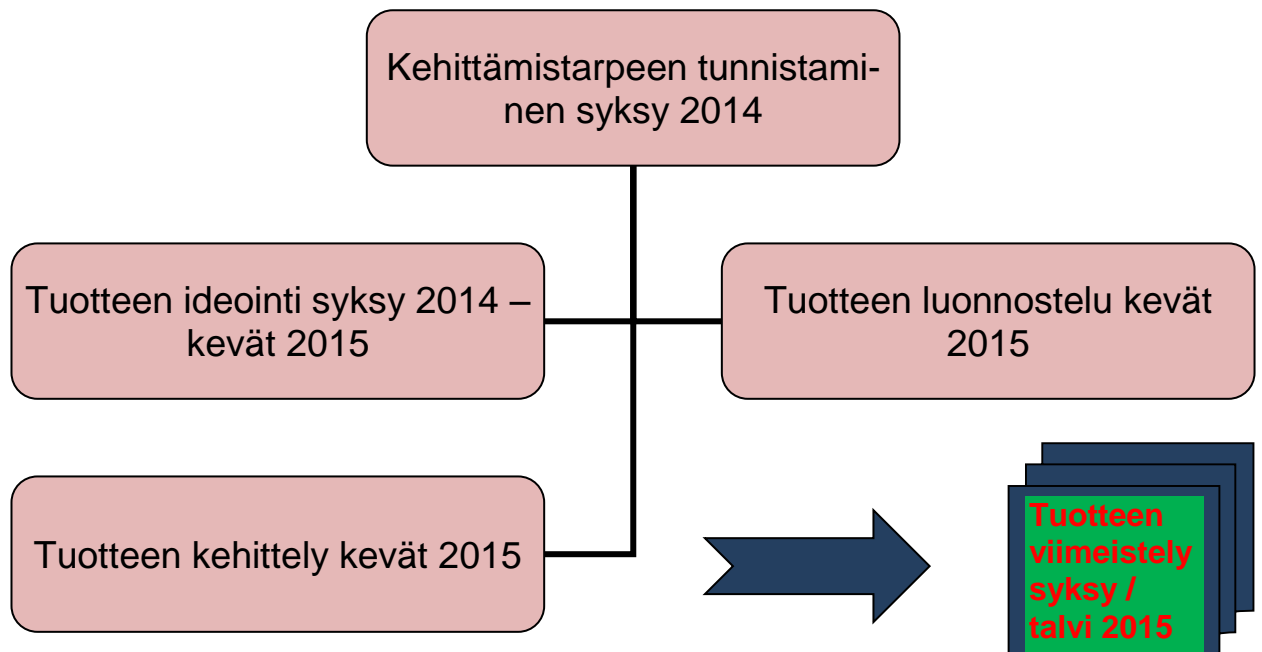 Kehittämistarpeen tunnistami-
nen syksy 2014
Tuotteen ideointi syksy 2014 –
kevät 2015
Tuotteen luonnostelu kevät
2015
Tuotteen kehittely kevät 2015
Tuotteen
viimeistely
syksy /
talvi 2015